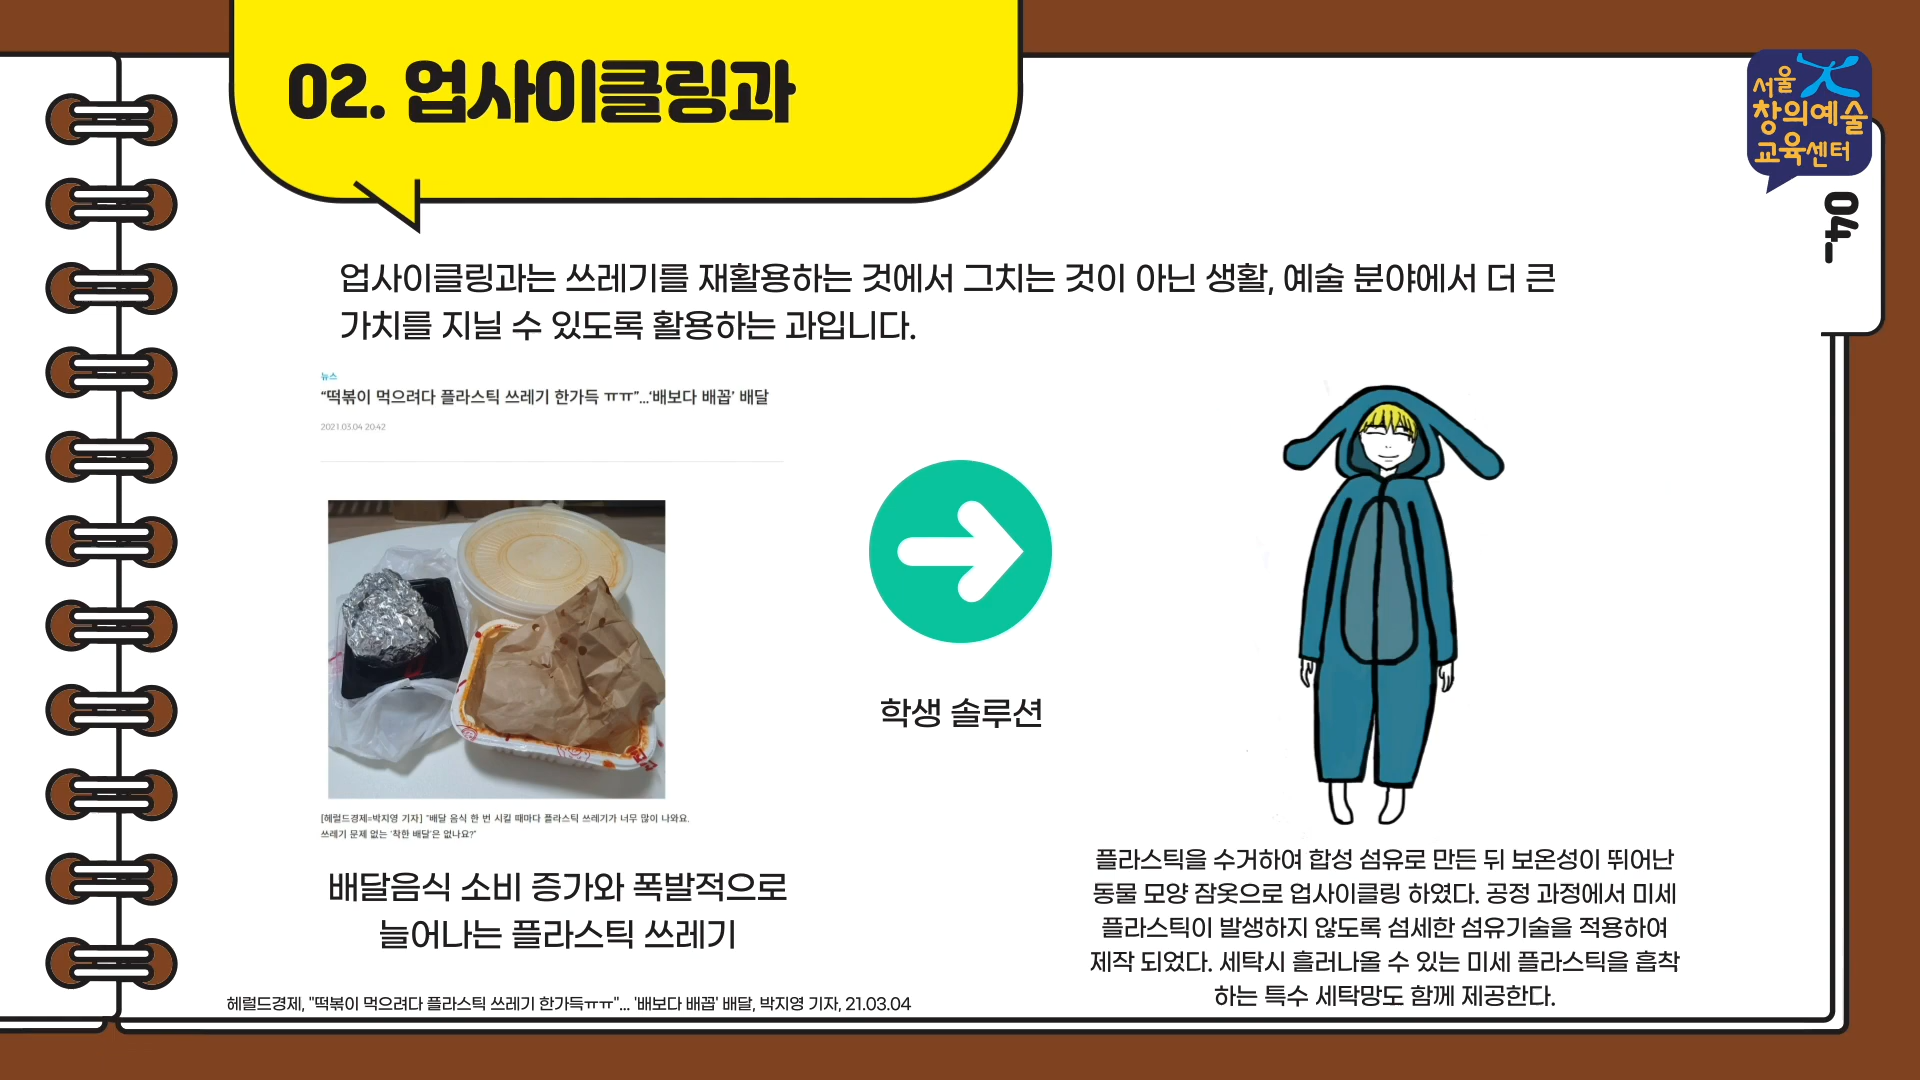 02. 업사이클링과
서울
창의예술
교육센터
04_
업사이클링과는 쓰레기를 재활용하는 것에서 그치는 것이 아닌 생활, 예술 분야에서 더 큰
가치를 지닐 수 있도록 활용하는 과입니다.
뉴스
“떡볶이 먹으려다 플라스틱 쓰레기 한가득 ㅠㅠ”…‘배보다 배꼽’ 배달
2021.03.04 20:42
[헤럴드경제=박지영 기자] "배달 음식 한 번 시킬 때마다 플라스틱 쓰레기가 너무 많이 나와요.
쓰레기 문제 없는 '착한 배달'은 없나요?"
배달음식 소비 증가와 폭발적으로
늘어나는 플라스틱 쓰레기
헤럴드경제, "떡볶이 먹으려다 플라스틱 쓰레기 한가득ㅠㅠ"... '배보다 배꼽' 배달, 박지영 기자, 21.03.04
학생 솔루션
플라스틱을 수거하여 합성 섬유로 만든 뒤 보온성이 뛰어난
동물 모양 잠옷으로 업사이클링 하였다. 공정 과정에서 미세
플라스틱이 발생하지 않도록 섬세한 섬유기술을 적용하여
제작 되었다. 세탁시 흘러나올 수 있는 미세 플라스틱을 흡착
하는 특수 세탁망도 함께 제공한다.